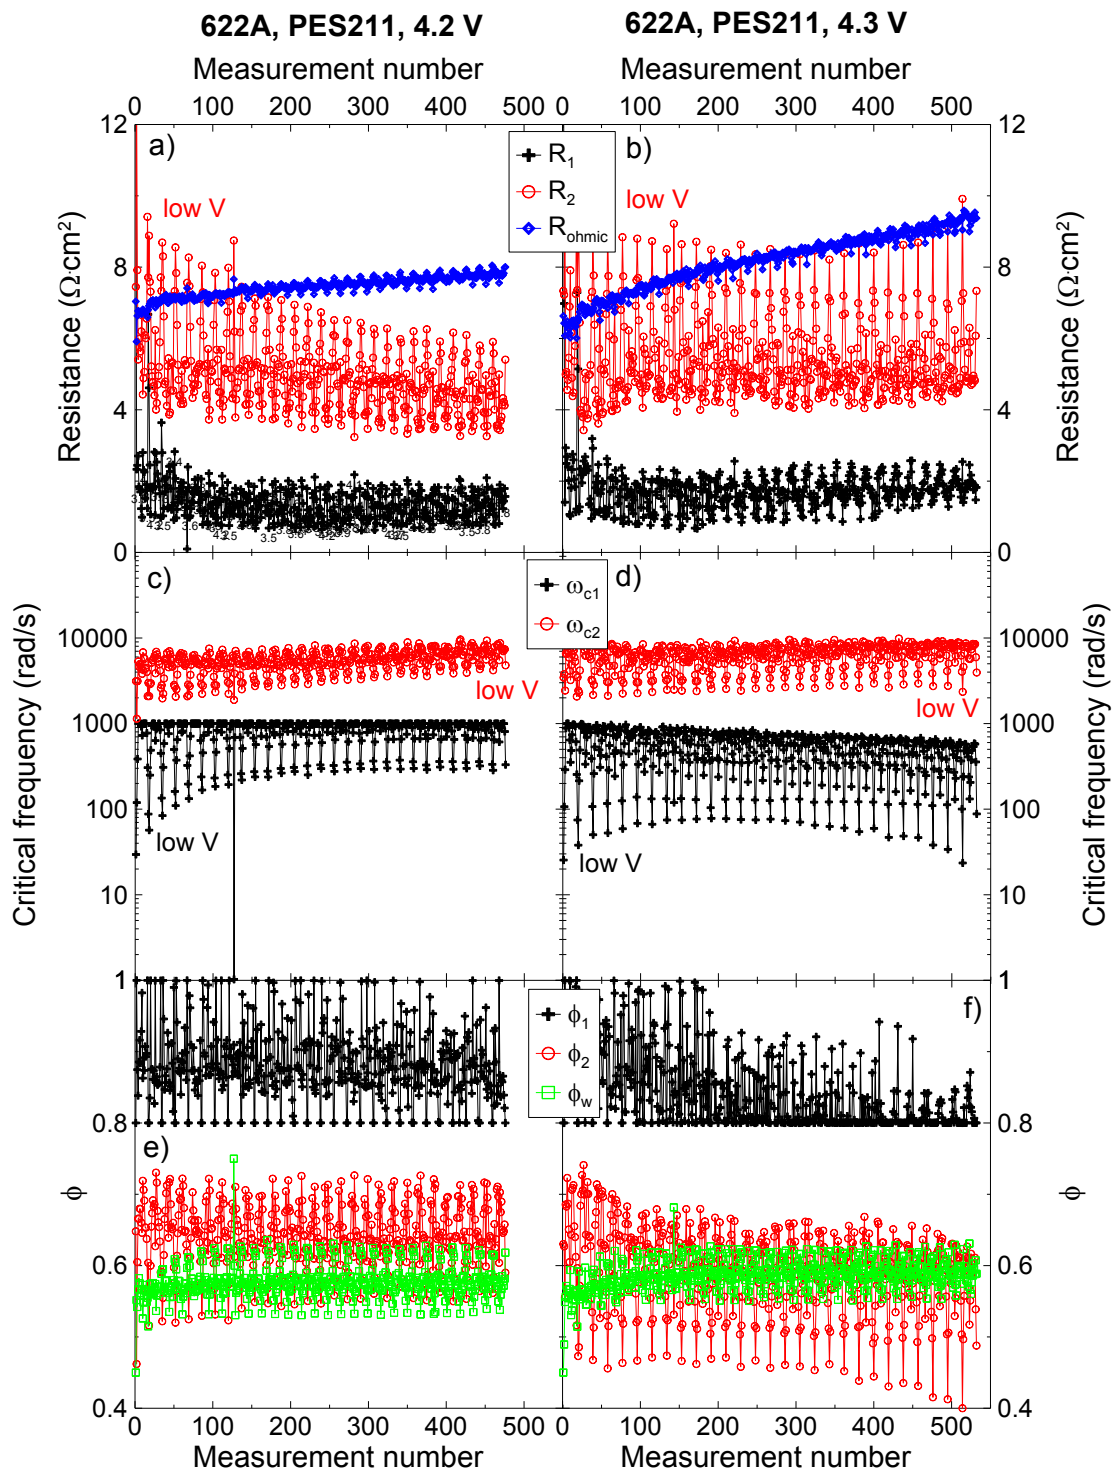 622A, PES211, 4.2 V 622A, PES211, 4.3 V
Measurement number Measurement number
0 100 200 300 400 500 0 100 200 300 400 500
12 12
a) b)
R1
R2
Rohmic
low V low V
Resistance (Ω·cm²) Resistance (Ω·cm²)
8 8
4 4
0 0
c) d)
ωc1
ωc2
Critical frequency (rad/s) Critical frequency (rad/s)
10000 10000
low V low V
1000 1000
100 100
low V low V
10 10
1 1
f)
ϕ1
ϕ2
ϕw
0.8 0.8
e)
ϕ ϕ
0.6 0.6
0.4 0.4
0 100 200 300 400 500 0 100 200 300 400 500
Measurement number Measurement number